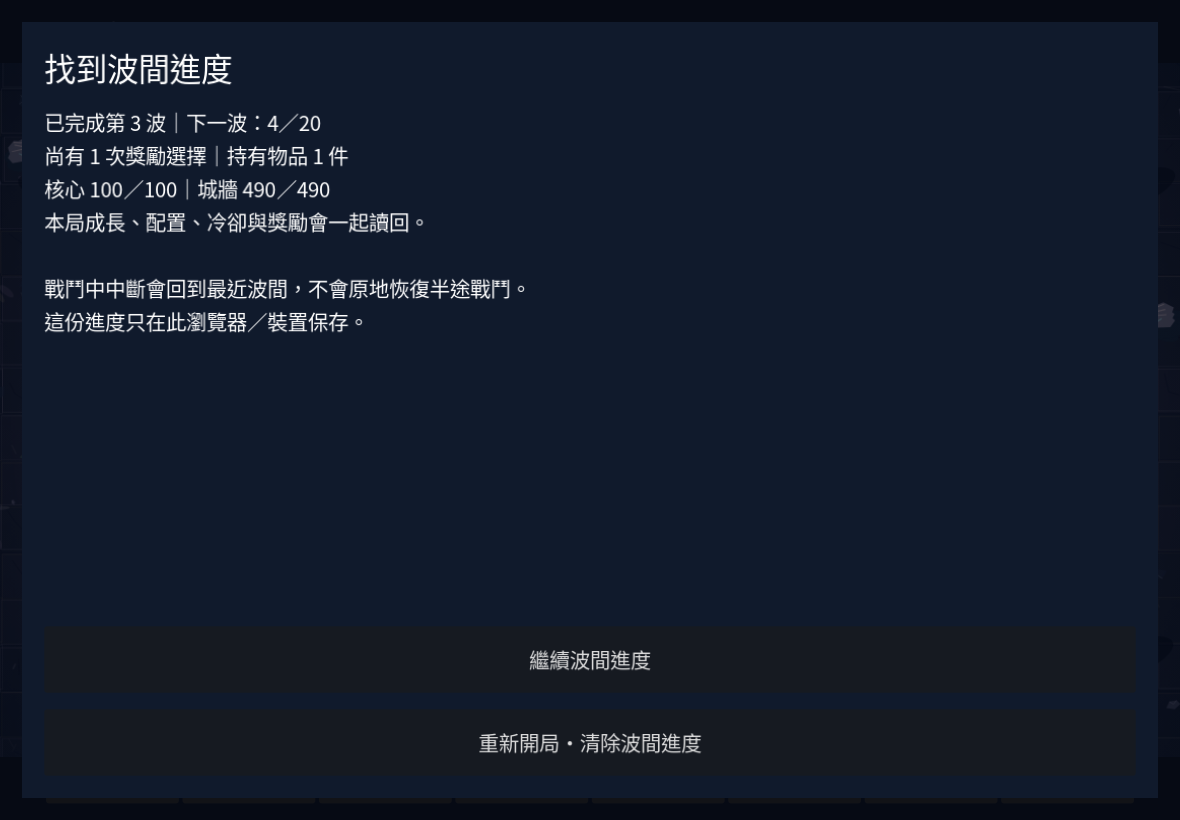 找到波間進度
已完成第 3 波｜下一波：4／20
尚有 1 次獎勵選擇｜持有物品 1 件
核心 100／100｜城牆 490／490
本局成長、配置、冷卻與獎勵會一起讀回。
戰鬥中中斷會回到最近波間，不會原地恢復半途戰鬥。
這份進度只在此瀏覽器／裝置保存。
繼續波間進度
重新開局・清除波間進度